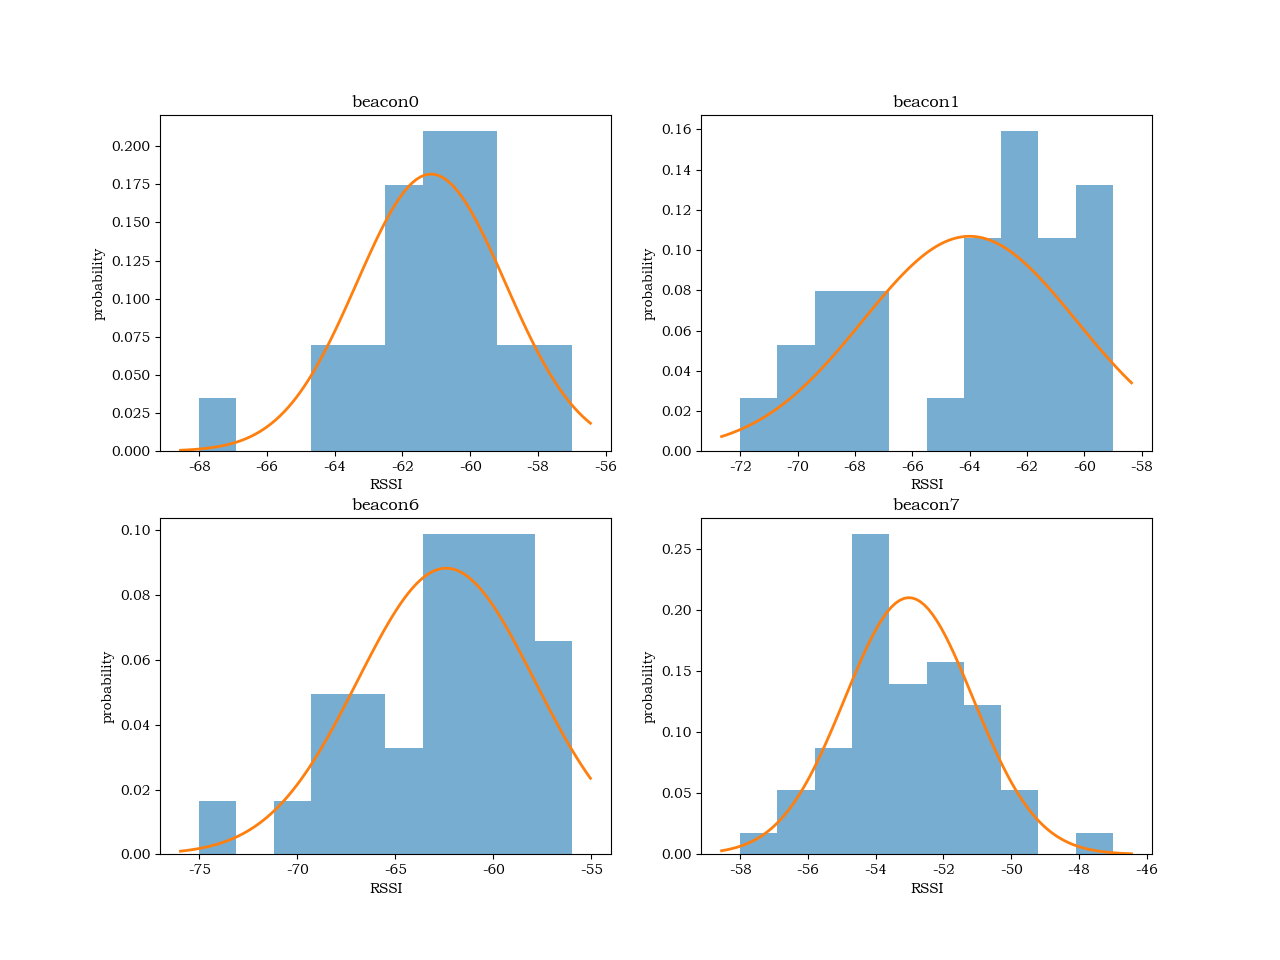 beacon0
0.200
0.175
0.150
0.125
0.100
0.075
0.050
0.025
0.000
probability
-68 -66 -64 -62 -60 -58 -56
RSSI
beacon1
0.16
0.14
0.12
0.10
0.08
0.06
0.04
0.02
0.00
probability
-72 -70 -68 -66 -64 -62 -60 -58
RSSI
beacon6
0.10
0.08
0.06
0.04
0.02
0.00
probability
-75 -70 -65 -60 -55
RSSI
beacon7
0.25
0.20
0.15
0.10
0.05
0.00
probability
-58 -56 -54 -52 -50 -48 -46
RSSI